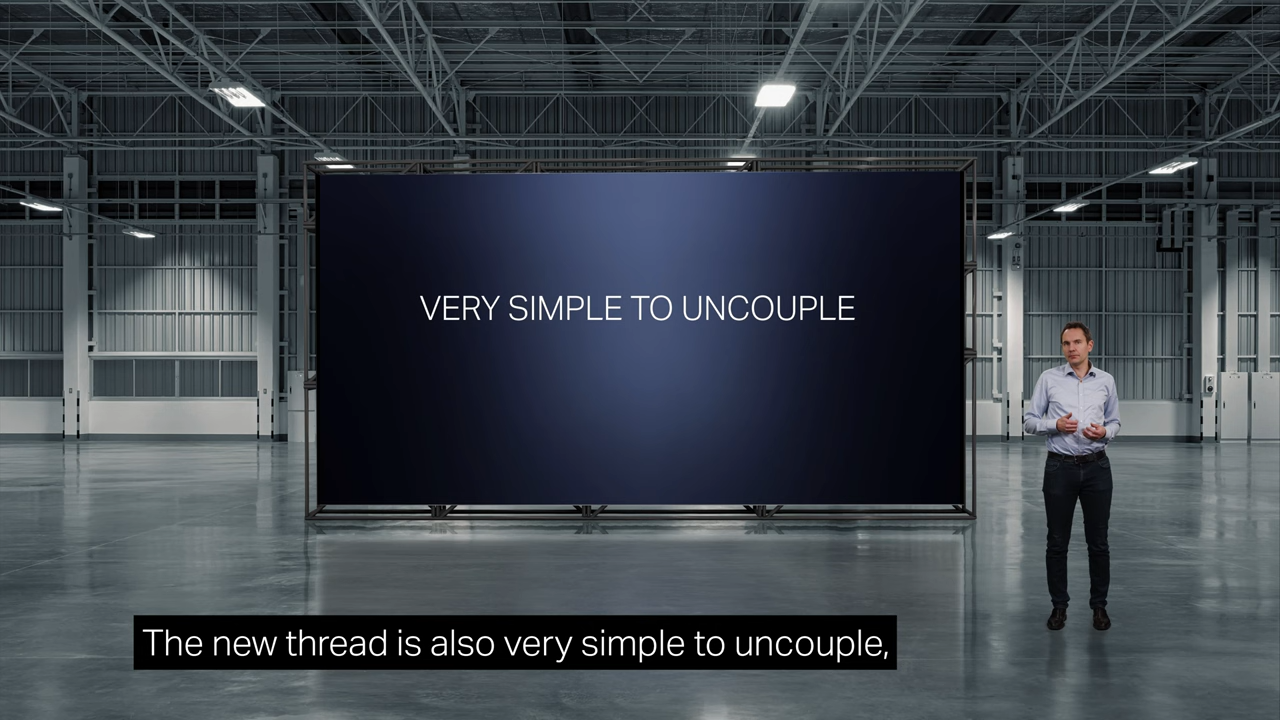 VERY SIMPLE TO UNCOUPLE
The new thread is also very simple to uncouple,